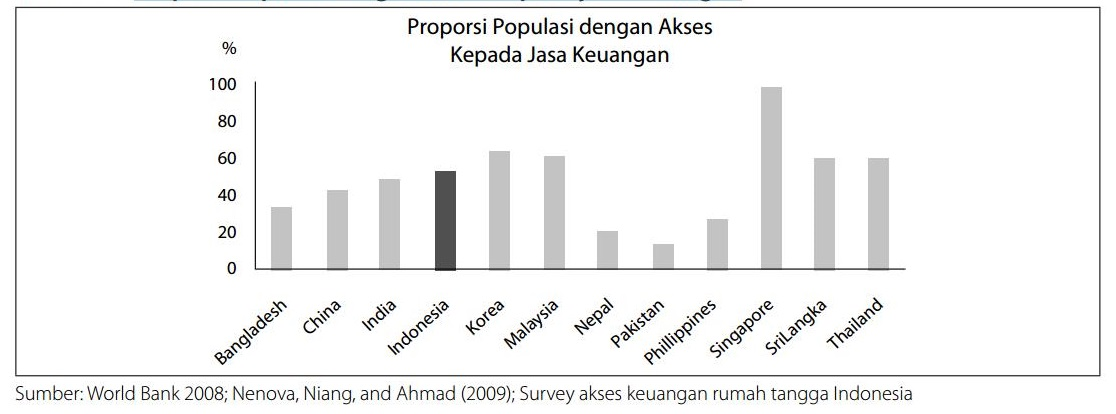 Proporsi Populasi dengan Akses
Kepada Jasa Keuangan
%
100
80
60
40
20
0
Bangladesh
China
India
Indonesia
Korea
Malaysia
Nepal
Pakistan
Phillippines
Singapore
SriLangka
Thailand
Sumber: World Bank 2008; Nenova, Niang, and Ahmad (2009); Survey akses keuangan rumah tangga Indonesia